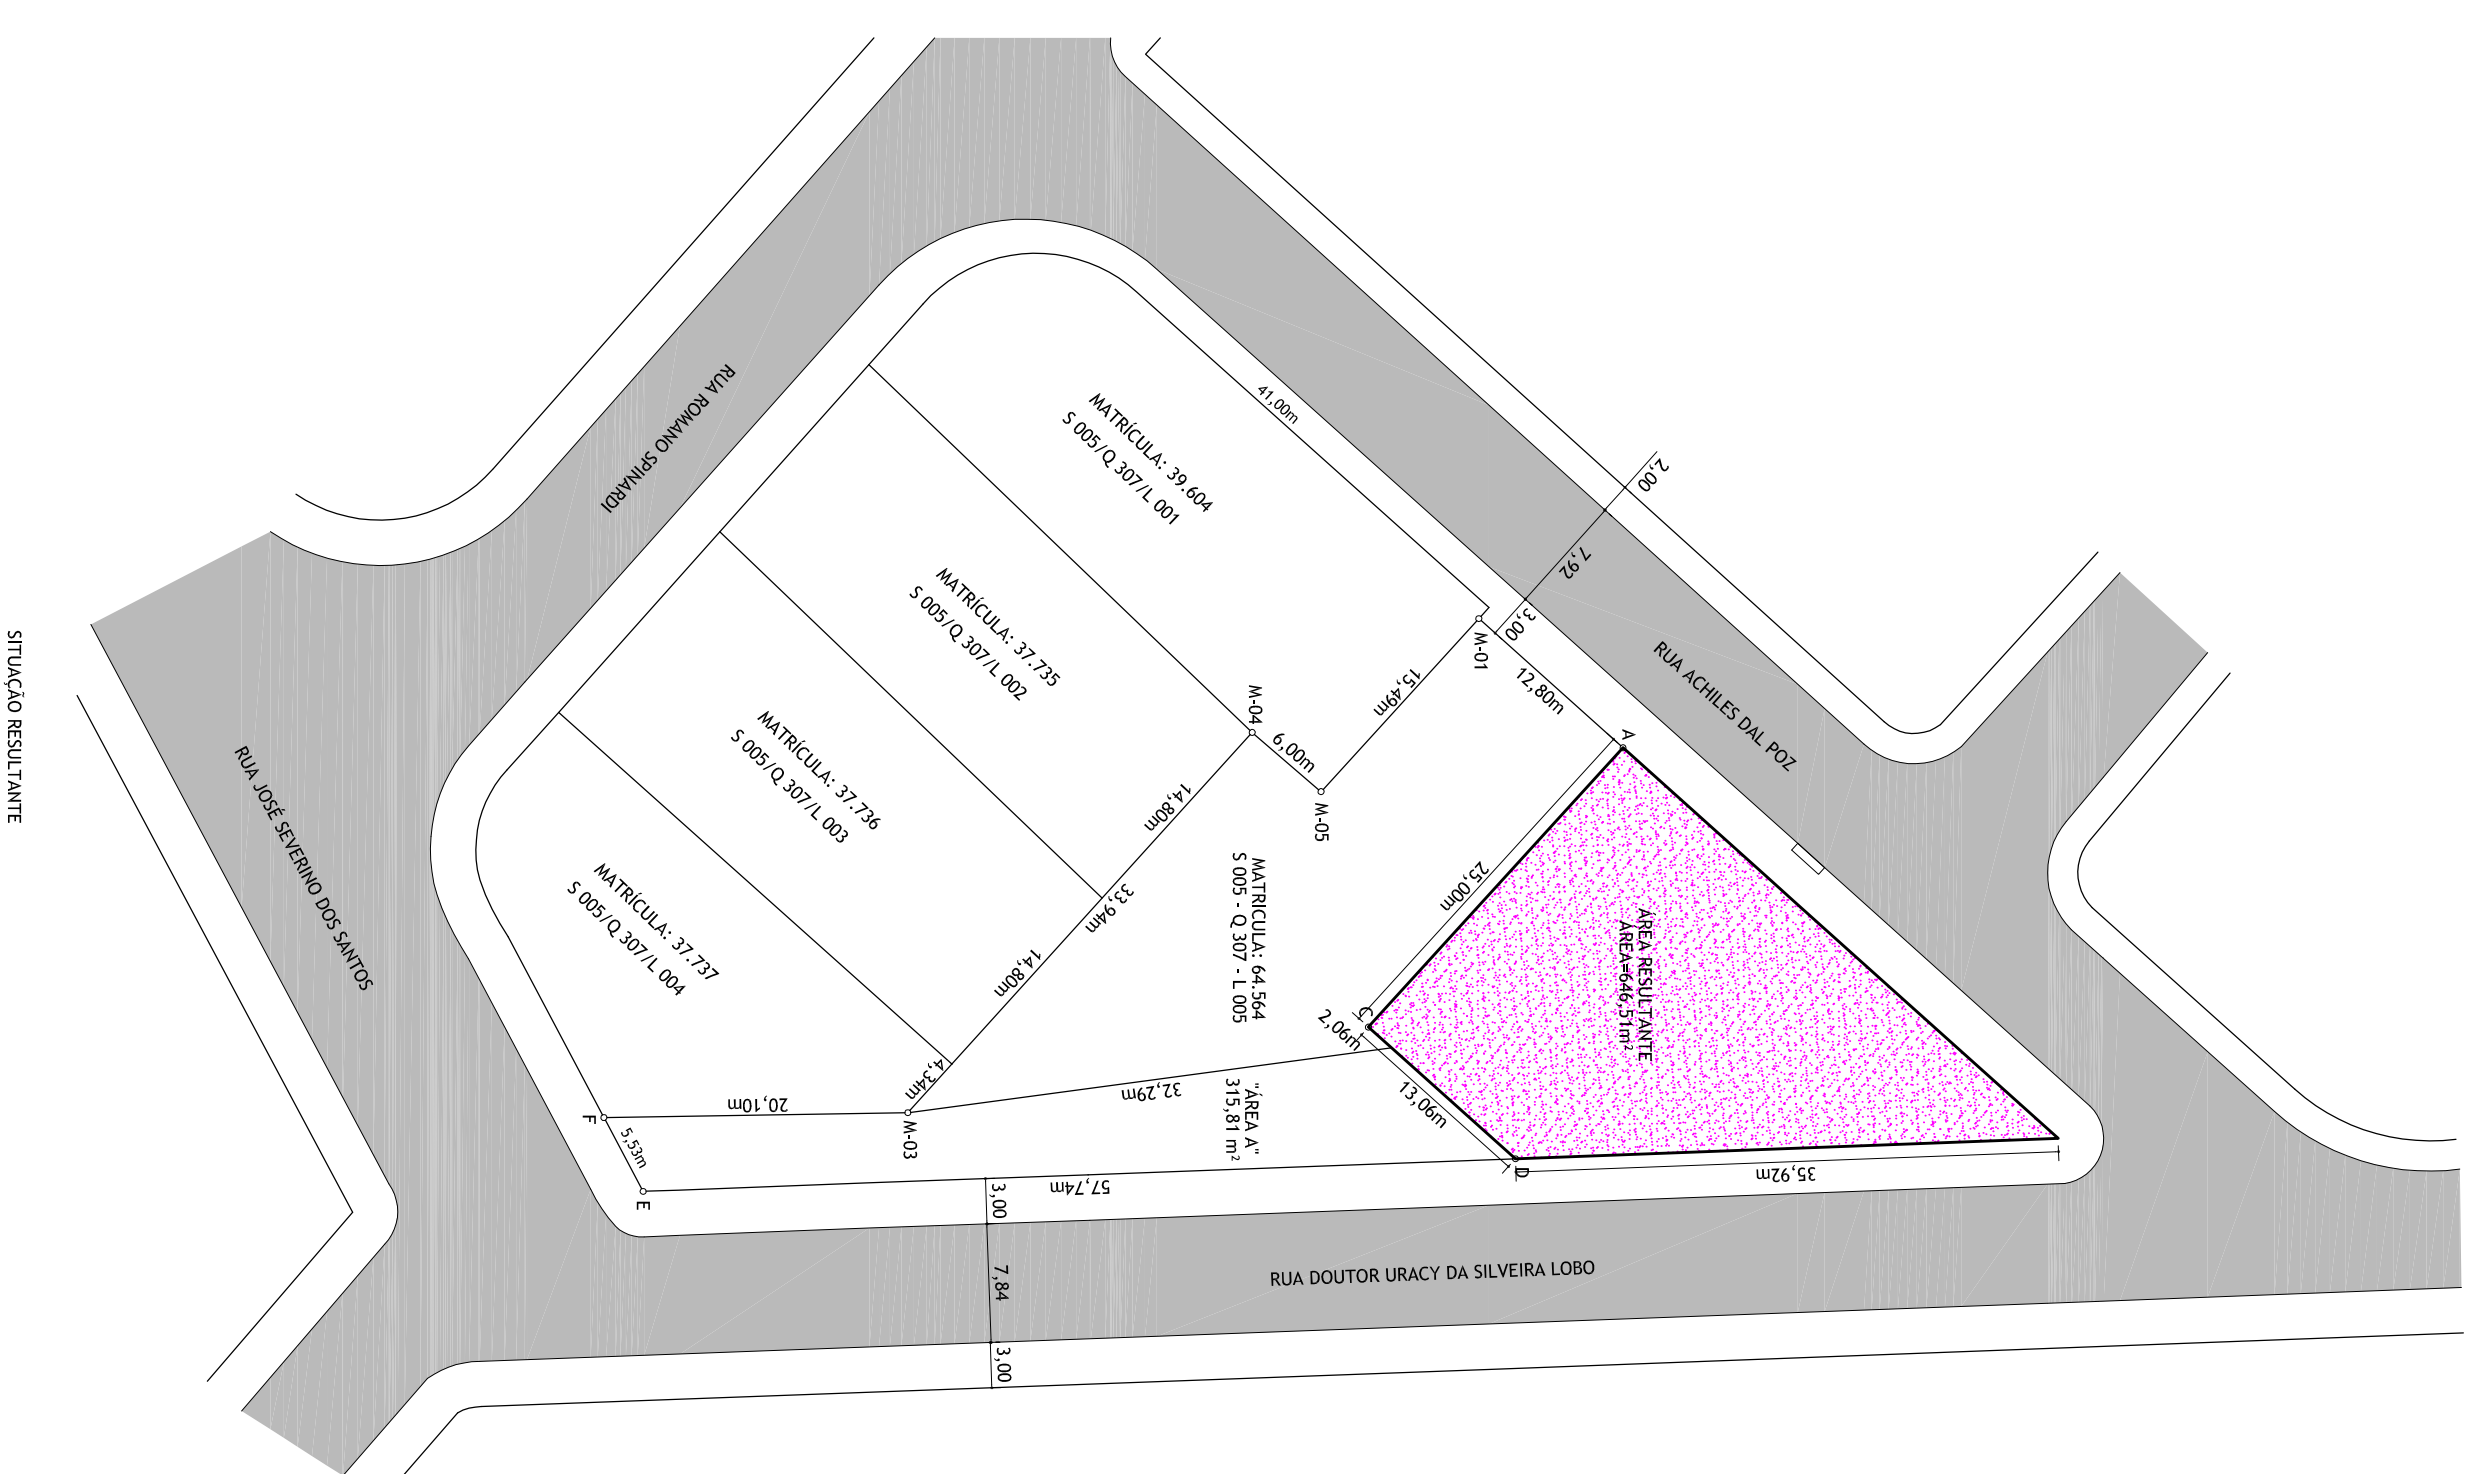 SITUAÇÃO RESULTANTE
RUA ROMANO SPINARDI
RUA JOSÉ SEVERINO DOS SANTOS
MATRÍCULA: 39.604
S 005/Q 307/L 001
41,00m
MATRÍCULA: 37.735
S 005/Q 307/L 002
MATRÍCULA: 37.736
S 005/Q 307/L 003
MATRÍCULA: 37.737
S 005/Q 307/L 004
2,00
7,92
3,00
RUA ACHILES DAL POZ
M-01
12,80m
15,49m
A
M-04
6,00m
M-05
14,80m
33,94m
14,80m
4,34m
MATRICULA: 64.564
S 005 - Q 307 - L 005
25,00m
ÁREA RESULTANTE
ÁREA=646,51m²
C
2,06m
13,06m
D
35,92m
32,29m
"ÁREA A"
315,81 m²
20,10m
F
5,53m
E
M-03
57,74m
3,00
7,84
3,00
RUA DOUTOR URACY DA SILVEIRA LOBO